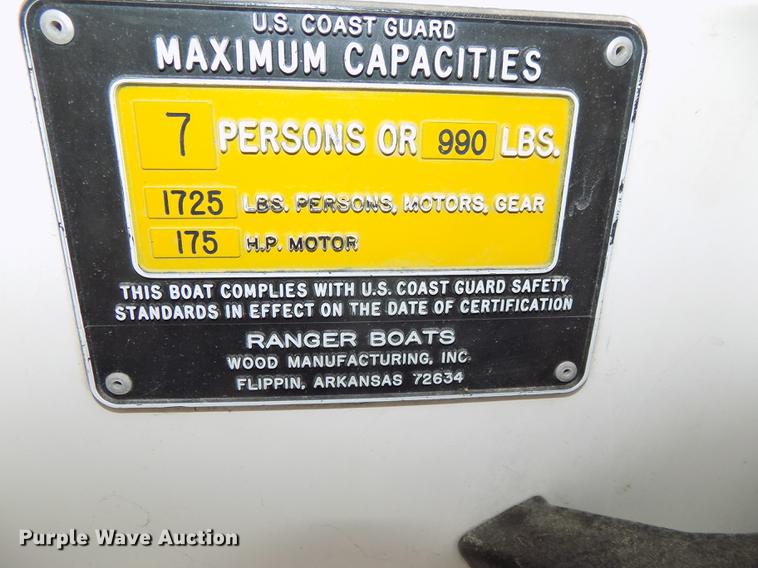 U.S. COAST GUARD
MAXIMUM CAPACITIES
7 PERSONS OR 990 LBS.
1725 LBS. PERSONS, MOTORS, GEAR
175 H.P. MOTOR
THIS BOAT COMPLIES WITH U.S. COAST GUARD SAFETY
STANDARDS IN EFFECT ON THE DATE OF CERTIFICATION
RANGER BOATS
WOOD MANUFACTURING, INC
FLIPPIN, ARKANSAS 72634
Purple Wave Auction